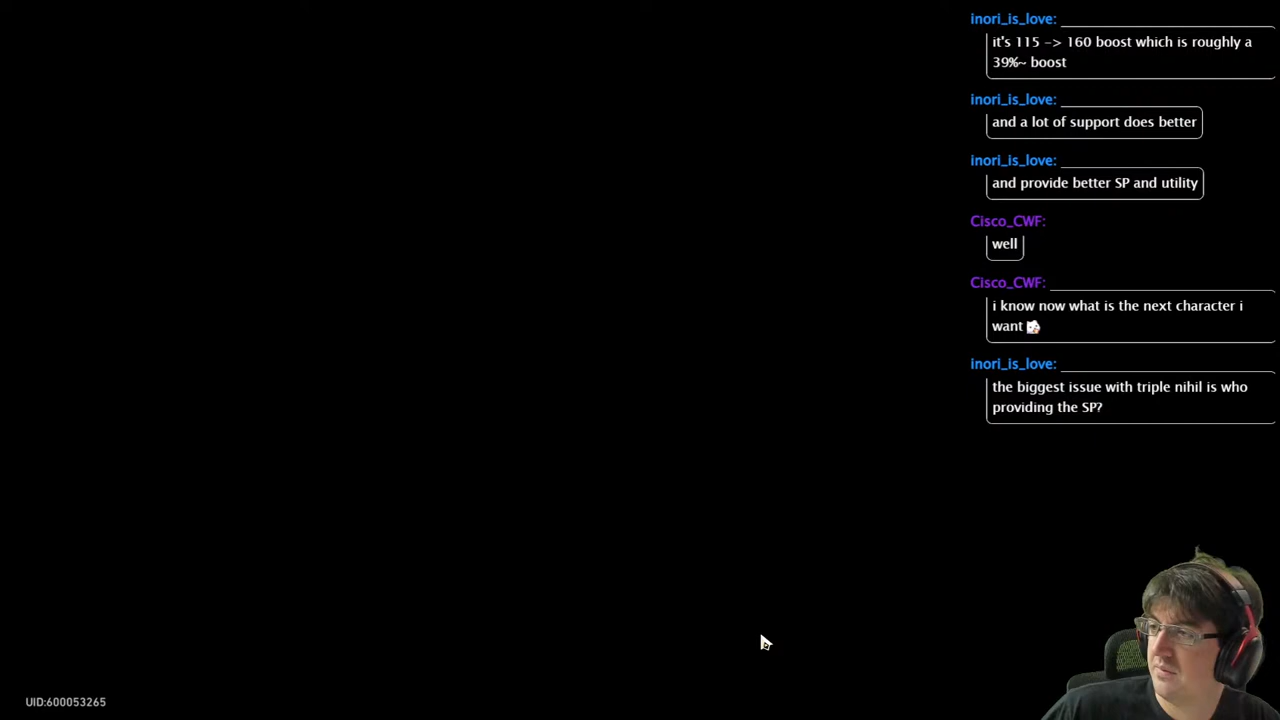 inori_is_love:
it's 115 -> 160 boost which is roughly a
39%~ boost
inori_is_love:
and a lot of support does better
inori_is_love:
and provide better SP and utility
Cisco_CWF:
well
Cisco_CWF:
i know now what is the next character i
want
inori_is_love:
the biggest issue with triple nihil is who
providing the SP?
UID:600053265